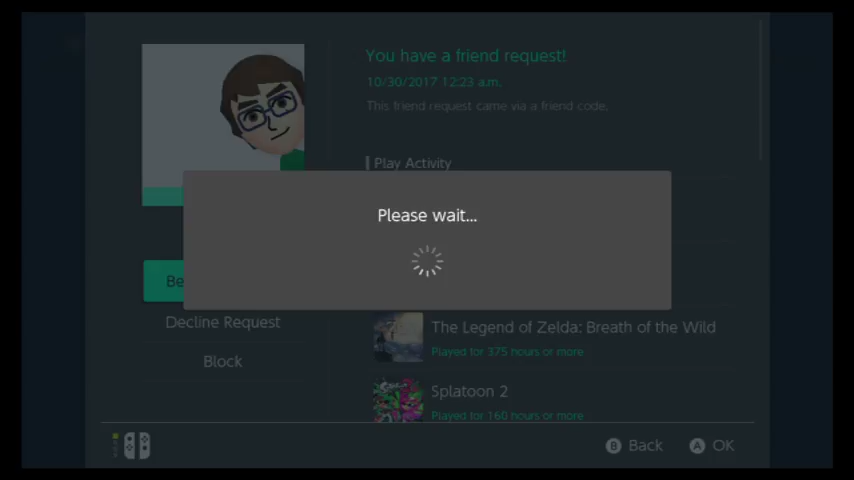 You have a friend request!
10/30/2017 12:23 a.m.
This friend request came via a friend code.
Play Activity
Please wait...
Be
Decline Request
Block
The Legend of Zelda: Breath of the Wild
Played for 375 hours or more
Splatoon 2
Played for 160 hours or more
B Back
A OK